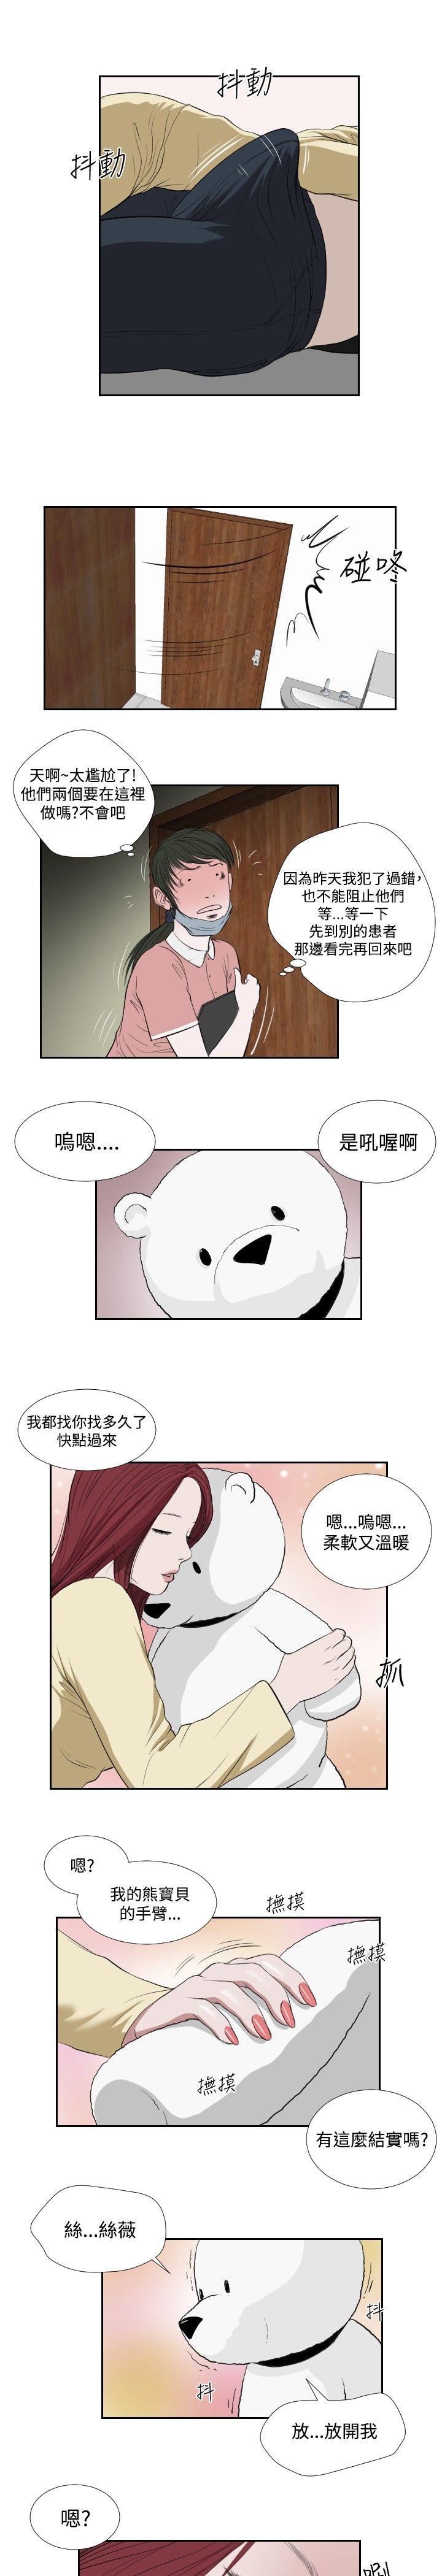 抖動
抖動
碰咚
天啊~太尷尬了!
他們兩個要在這裡
做嗎?不會吧
因為昨天我犯了過錯,
也不能阻止他們
等...等一下
先到別的患者
那邊看完再回來吧
嗚嗯....
是吼喔啊
我都找你找多久了
快點過來
嗯...嗚嗯...
柔軟又溫暖
抓
嗯?
我的熊寶貝
的手臂...
撫摸
撫摸
撫摸
有這麼結實嗎?
絲...絲薇
抖
抖
放...放開我
嗯?